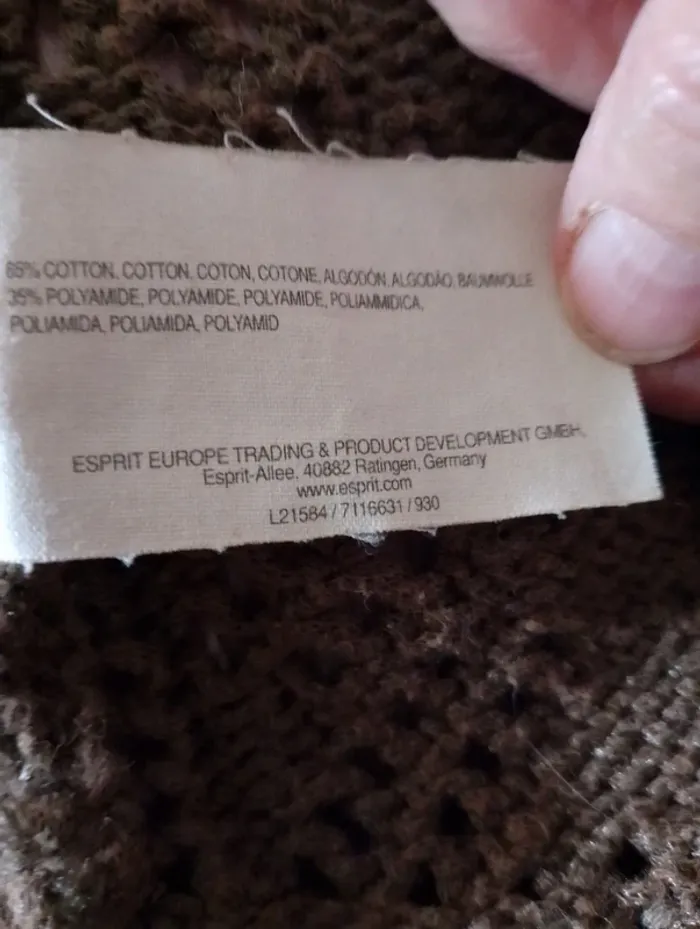 65% COTTON, COTTON, COTON, COTONE, ALGODÓN, ALGODÃO, BAUMWOLLE
35% POLYAMIDE, POLYAMIDE, POLYAMIDE, POLIAMMIDICA,
POLIAMIDA, POLIAMIDA, POLYAMID
ESPRIT EUROPE TRADING & PRODUCT DEVELOPMENT GMBH,
Esprit-Allee, 40882 Ratingen, Germany
www.esprit.com
L21584 / 7116631 / 930